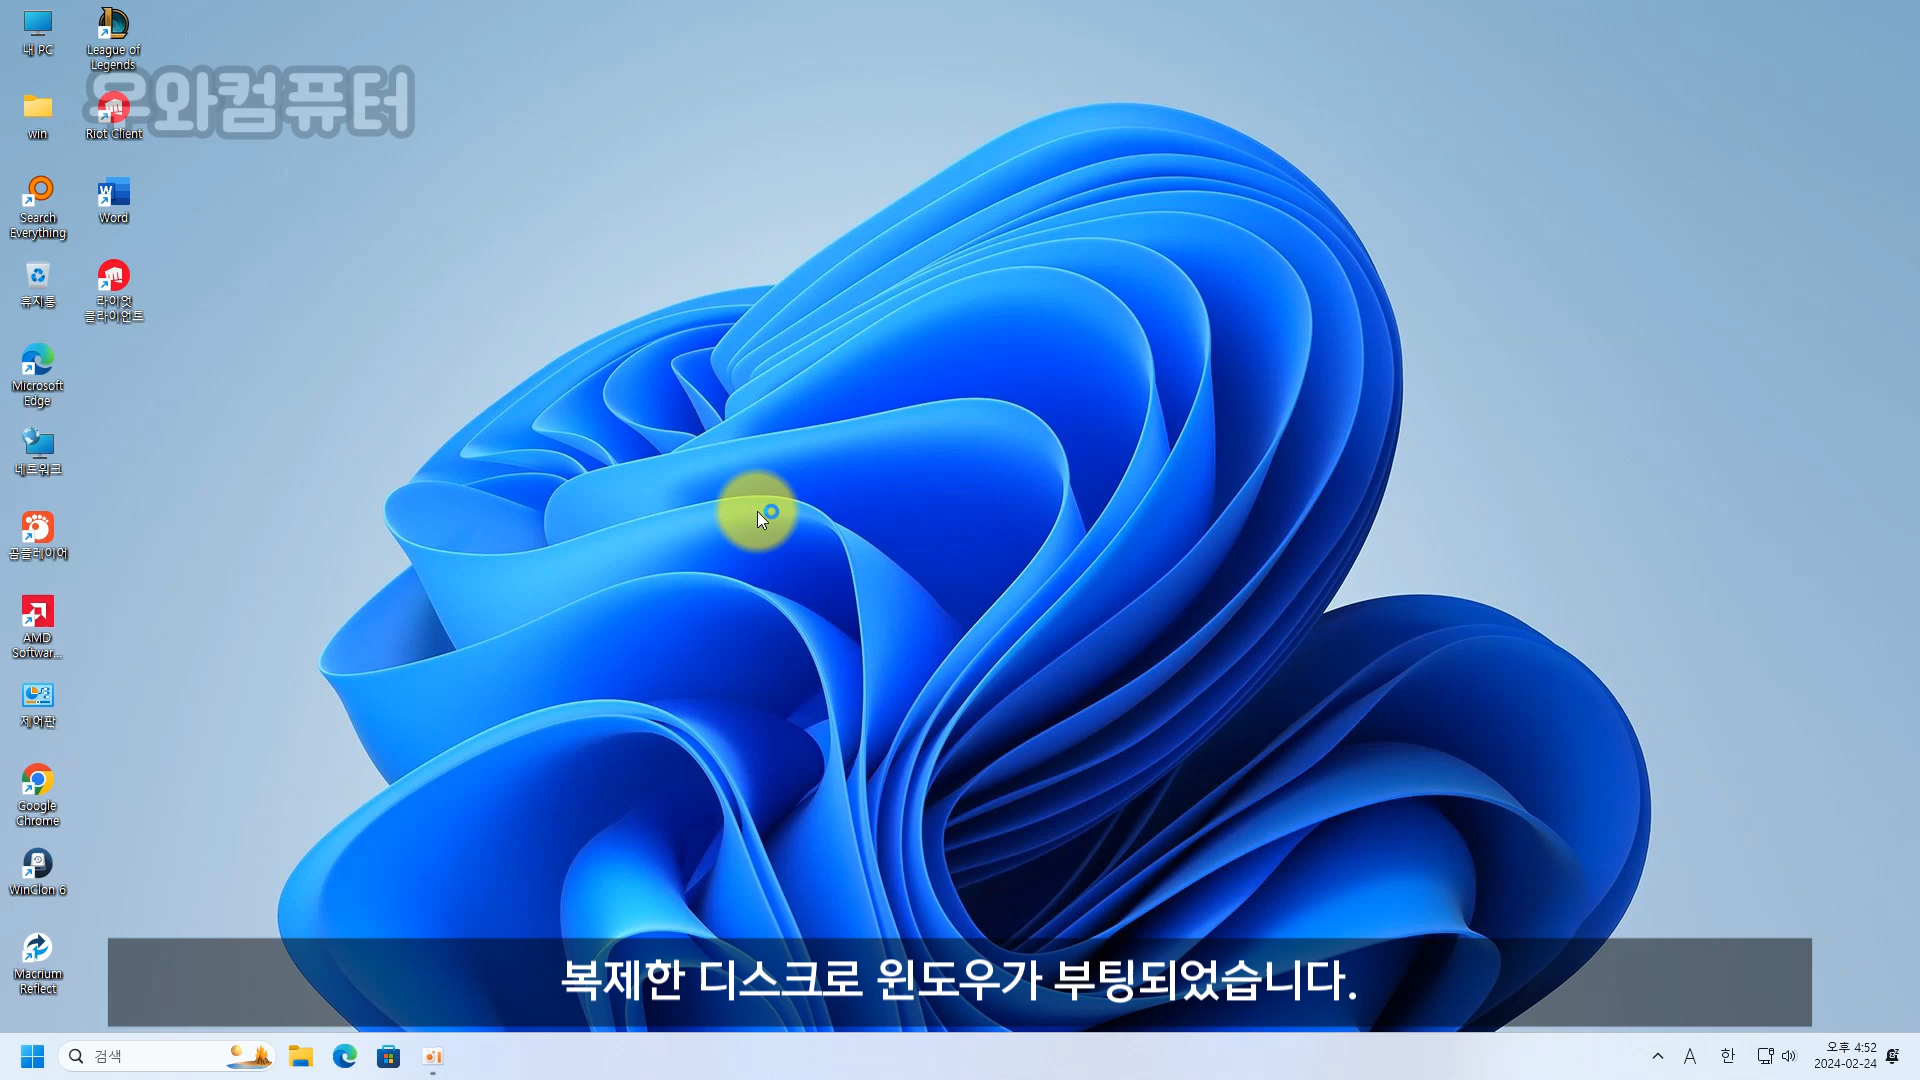 내 PC
League of
Legends
우와컴퓨터
win
Riot Client
Search
Everything
Word
휴지통
라이엇
클라이언트
Microsoft
Edge
네트워크
곰플레이어
AMD
Softwar...
제어판
Google
Chrome
WinClon 6
Macrium
Reflect
복제한 디스크로 윈도우가 부팅되었습니다.
검색
A
한
오후 4:52
2024-02-24